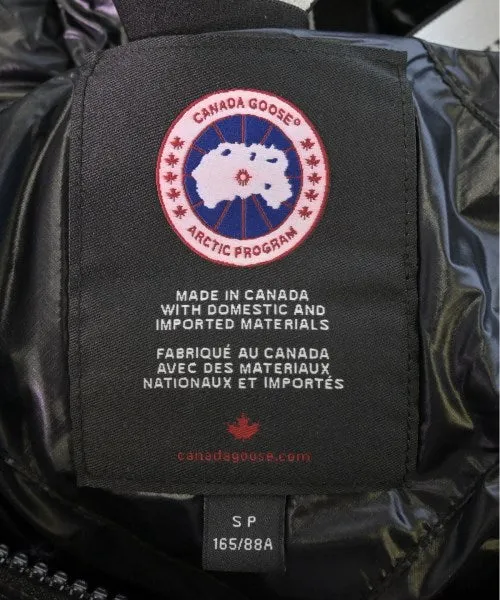 CANADA GOOSE®
ARCTIC PROGRAM
MADE IN CANADA
WITH DOMESTIC AND
IMPORTED MATERIALS
FABRIQUÉ AU CANADA
AVEC DES MATERIAUX
NATIONAUX ET IMPORTÉS
canadagoose.com
S P
165/88A